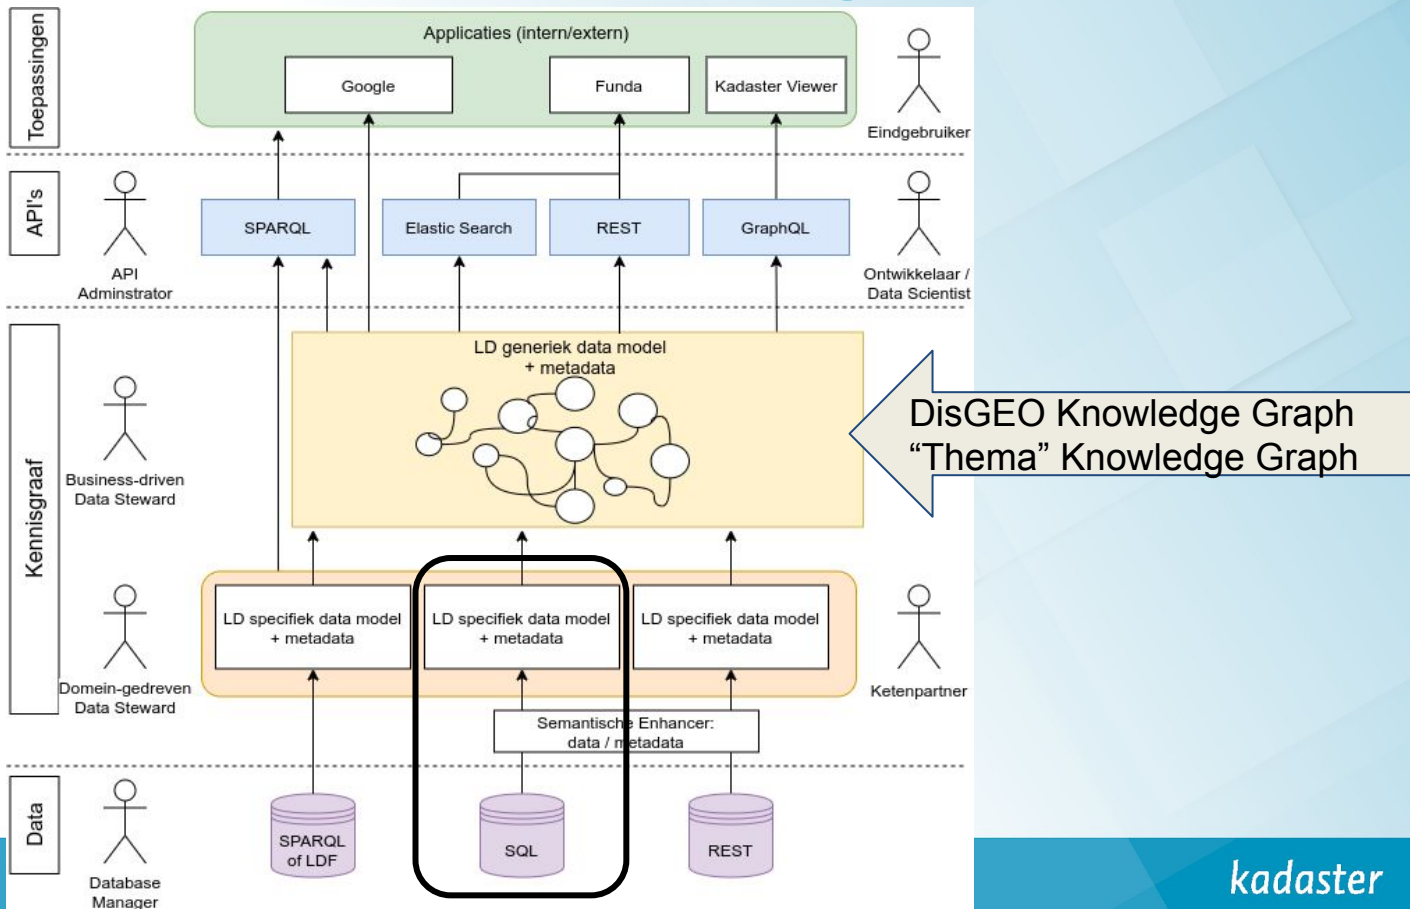 Toepassingen
Applicaties (intern/extern)
Google
Funda
Kadaster Viewer
Eindgebruiker
API's
API
Adminstrator
SPARQL
Elastic Search
REST
GraphQL
Ontwikkelaar /
Data Scientist
Kennisgraaf
Business-driven
Data Steward
LD generiek data model
+ metadata
DisGEO Knowledge Graph
“Thema” Knowledge Graph
Domein-gedreven
Data Steward
LD specifiek data model
+ metadata
LD specifiek data model
+ metadata
LD specifiek data model
+ metadata
Ketenpartner
Semantische Enhancer:
data / metadata
Data
Database
Manager
SPARQL
of LDF
SQL
REST
kadaster